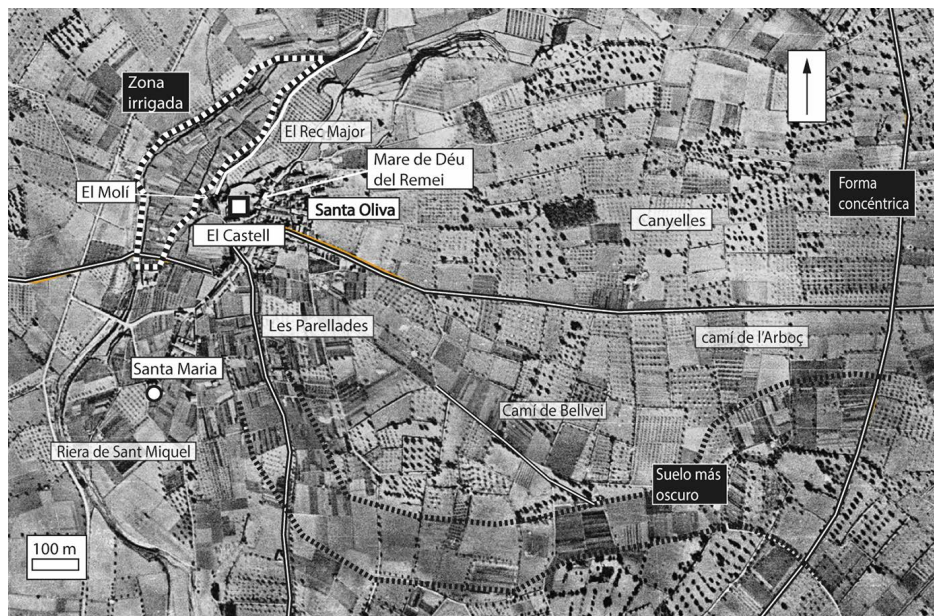 Zona
irrigada
El Rec Major
Mare de Déu
del Remei
El Molí
Santa Oliva
Forma
concéntrica
Canyelles
El Castell
Les Parellades
camí de l'Arboç
Santa Maria
Camí de Bellveí
Riera de Sant Miquel
Suelo más
oscuro
100 m